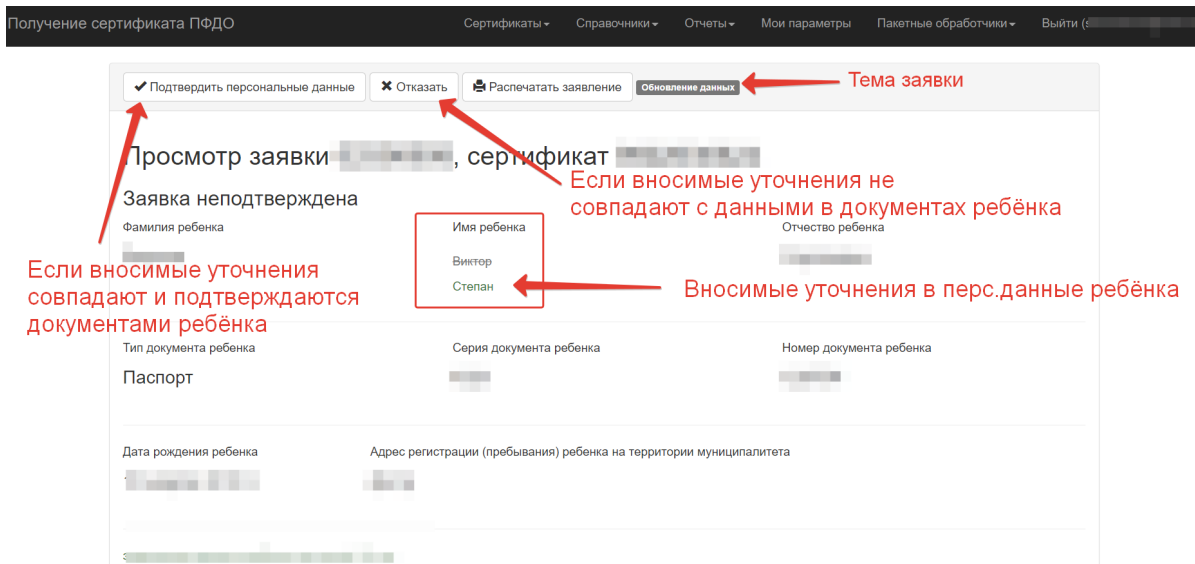 Получение сертификата ПФДО Сертификаты Справочники Отчеты Мои параметры Пакетные обработчики Выйти (s
Подтвердить персональные данные Отказать Распечатать заявление Обновление данных Тема заявки
Просмотр заявки , сертификат
Если вносимые уточнения не
совпадают с данными в документах ребёнка
Заявка неподтверждена
Фамилия ребенка Имя ребенка Отчество ребенка
Виктор
Степан
Вносимые уточнения в перс.данные ребёнка
Если вносимые уточнения
совпадают и подтверждаются
документами ребёнка
Тип документа ребенка Серия документа ребенка Номер документа ребенка
Паспорт
Дата рождения ребенка Адрес регистрации (пребывания) ребенка на территории муниципалитета